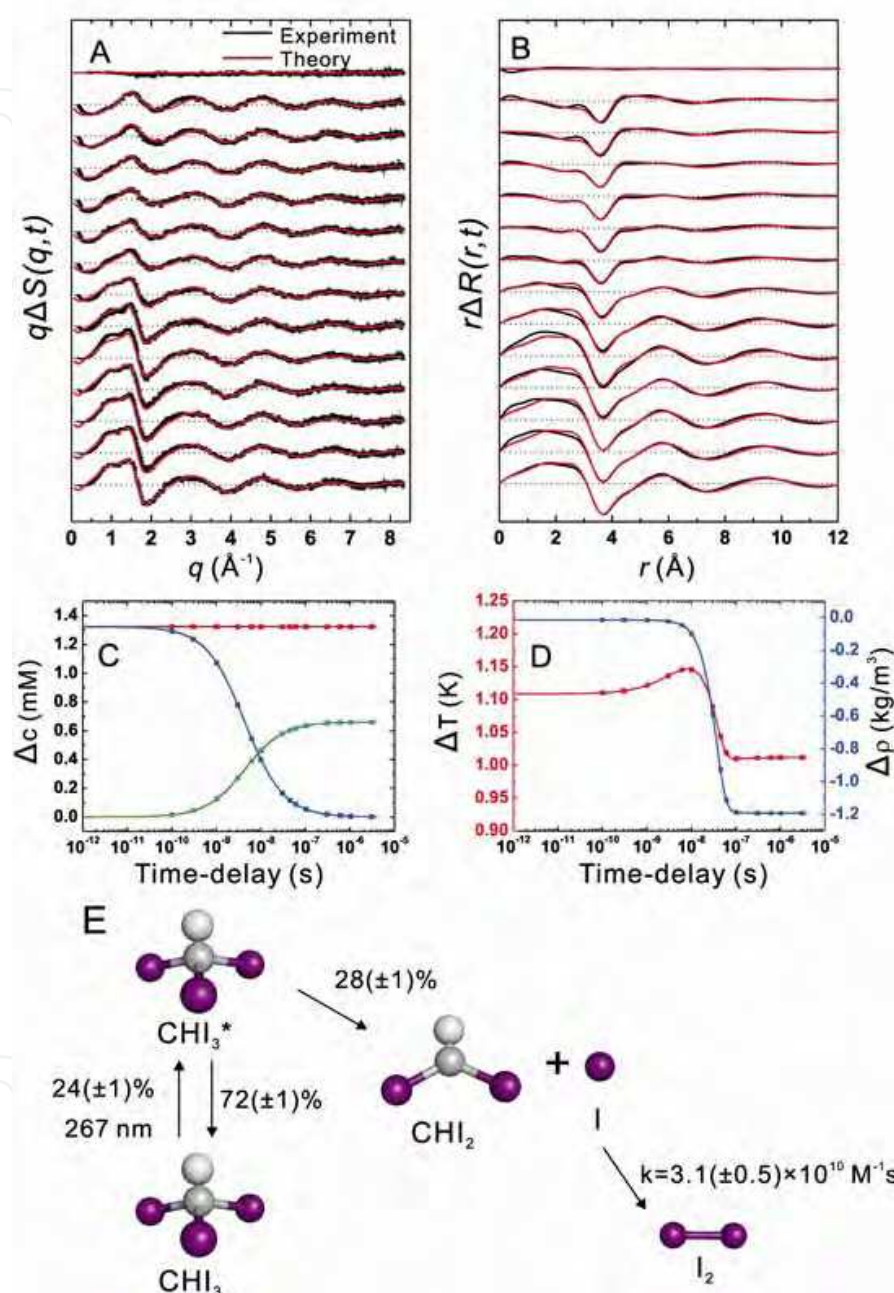 A
Experiment
Theory
qΔS(q,t)
0 1 2 3 4 5 6 7 8
q (Å⁻¹)
B
rΔR(r,t)
0 2 4 6 8 10 12
r (Å)
C
1.4
1.2
1.0
0.8
0.6
0.4
0.2
0.0
Δc (mM)
10⁻¹² 10⁻¹¹ 10⁻¹⁰ 10⁻⁹ 10⁻⁸ 10⁻⁷ 10⁻⁶ 10⁻⁵
Time-delay (s)
D
1.25
1.20
1.15
1.10
1.05
1.00
0.95
0.90
ΔT (K)
0.0
-0.2
-0.4
-0.6
-0.8
-1.0
-1.2
Δρ (kg/m³)
10⁻¹² 10⁻¹¹ 10⁻¹⁰ 10⁻⁹ 10⁻⁸ 10⁻⁷ 10⁻⁶ 10⁻⁵
Time-delay (s)
E
CHI₃*
28(±1)%
24(±1)%
267 nm
72(±1)%
CHI₂
+
I
k=3.1(±0.5)×10¹⁰ M⁻¹s
I₂
CHI₃